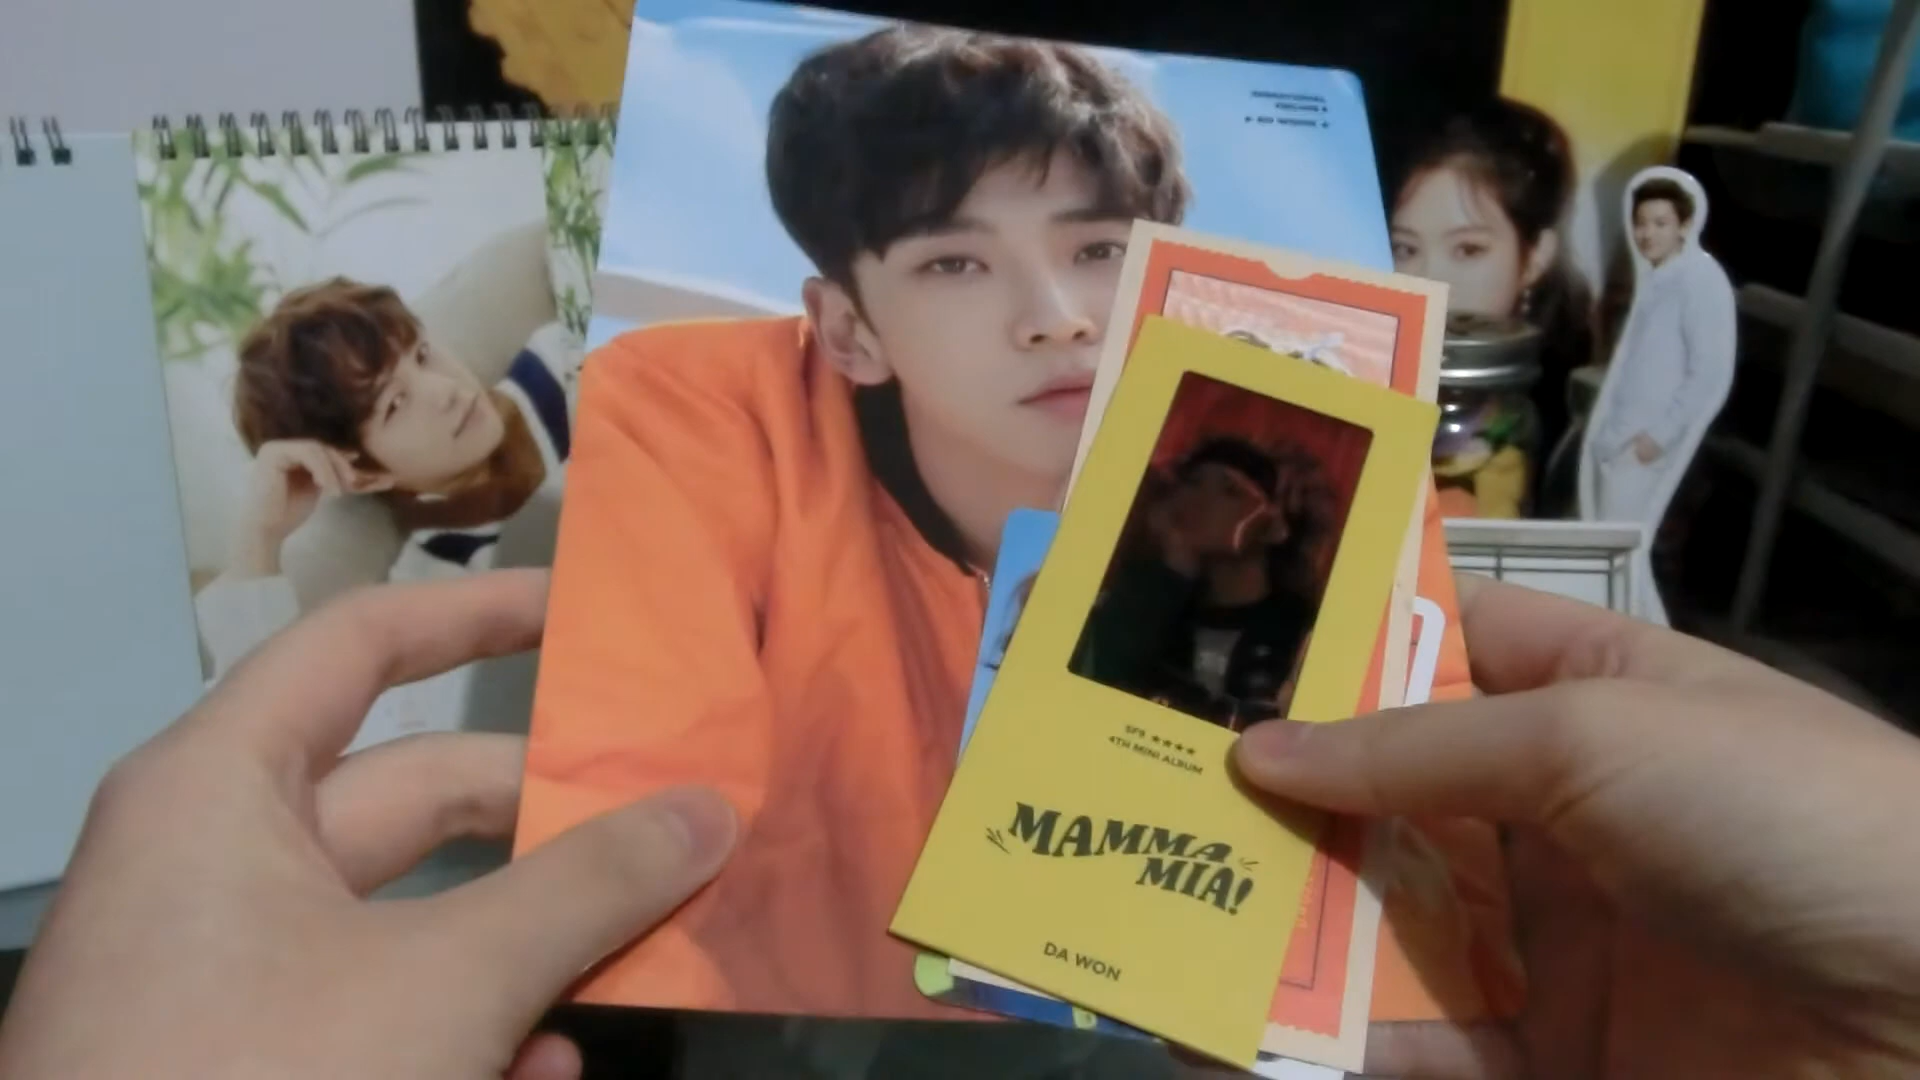 SF9 ★★★★
4TH MINI ALBUM
MAMMA
MIA!
DA WON